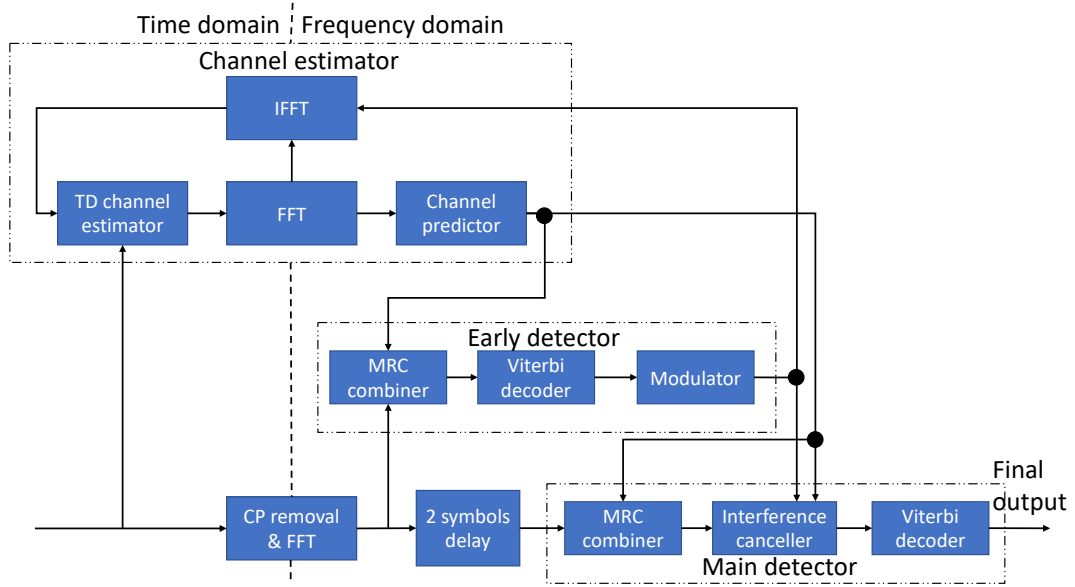 Time domain
Frequency domain
Channel estimator
IFFT
TD channel
estimator
FFT
Channel
predictor
Early detector
MRC
combiner
Viterbi
decoder
Modulator
Final
output
CP removal
& FFT
2 symbols
delay
MRC
combiner
Interference
canceller
Viterbi
decoder
Main detector